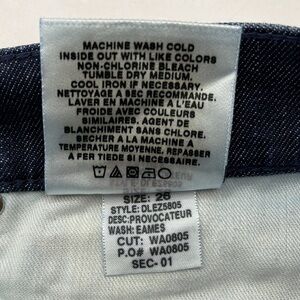 MACHINE WASH COLD
INSIDE OUT WITH LIKE COLORS
NON-CHLORINE BLEACH
TUMBLE DRY MEDIUM.
COOL IRON IF NECESSARY.
NETTOYAGE A SEC RECOMMANDE.
LAVER EN MACHINE A L'EAU
FROIDE AVEC COULEURS
SIMILAIRES. AGENT DE
BLANCHIMENT SANS CHLORE.
SECHER A LA MACHINE A
TEMPERATURE MOYENNE. REPASSER
A FER TIEDE SI NECESSAIRE.
SIZE: 26
STYLE: DLEZ5805
DESC:PROVOCATEUR
WASH: EAMES
CUT: WA0805
P.O# WA0805
SEC- 01